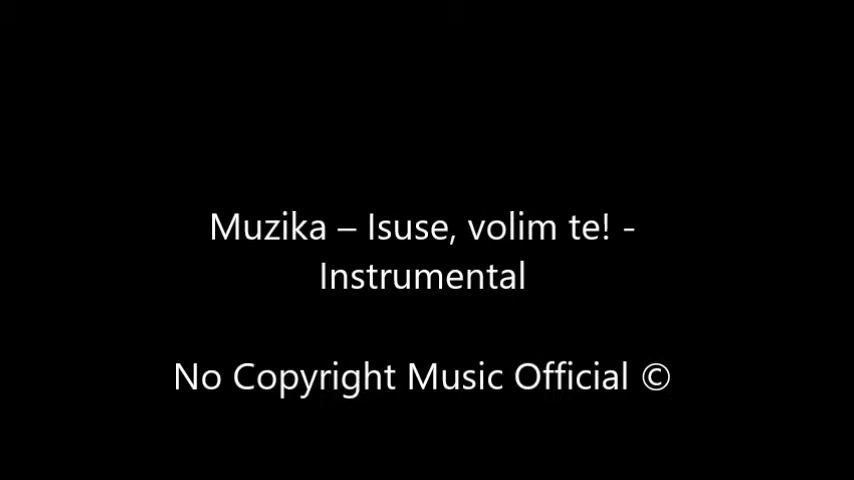 Muzika – Isuse, volim te! -
Instrumental
No Copyright Music Official ©